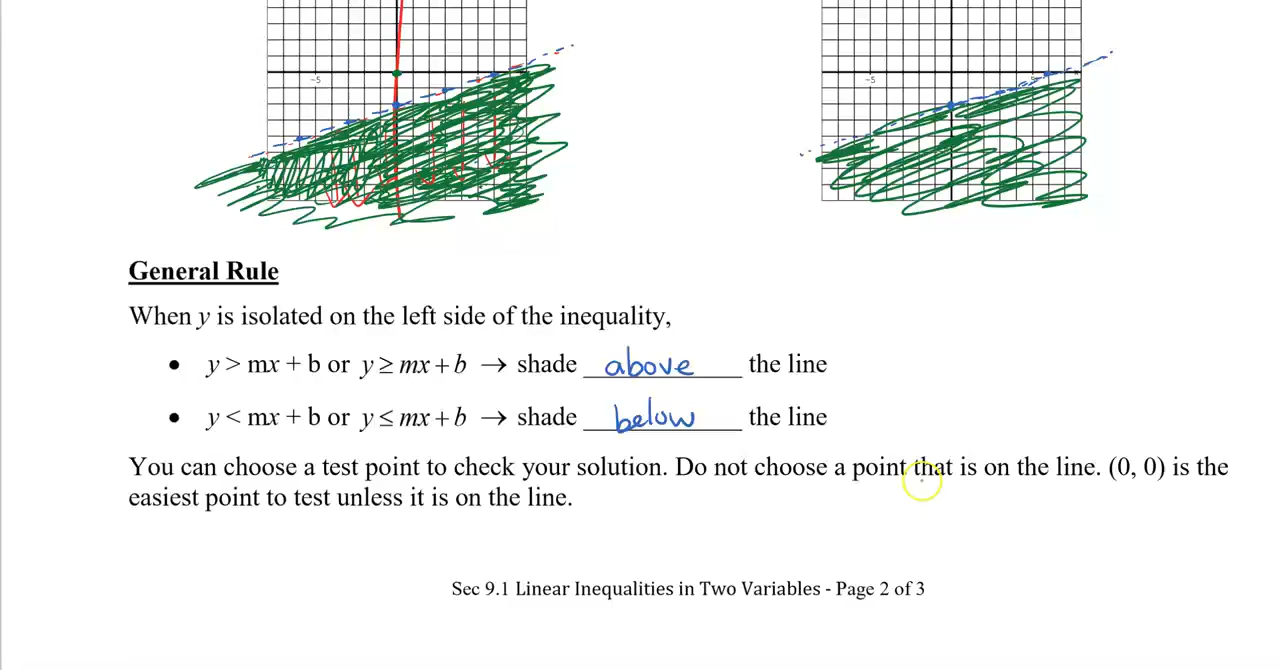 -5
-5
General Rule
When y is isolated on the left side of the inequality,
• y > mx + b or y ≥ mx + b → shade above the line
• y < mx + b or y ≤ mx + b → shade below the line
You can choose a test point to check your solution. Do not choose a point that is on the line. (0, 0) is the
easiest point to test unless it is on the line.
Sec 9.1 Linear Inequalities in Two Variables - Page 2 of 3